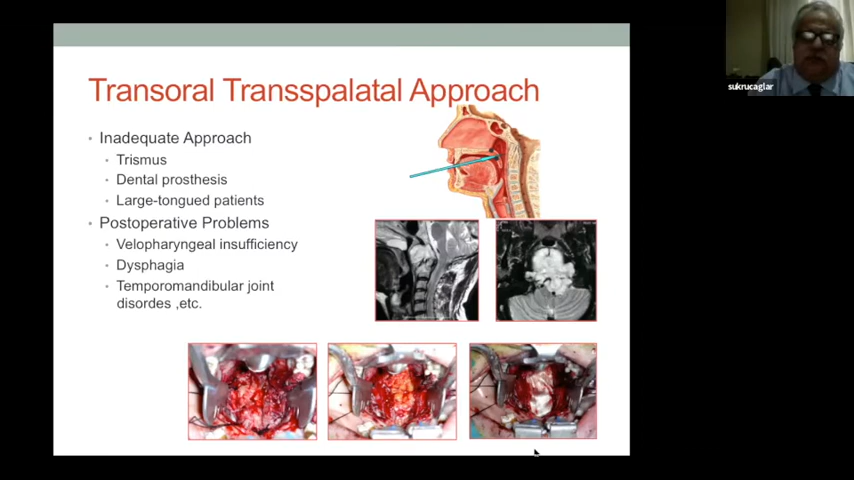 Transoral Transspalatal Approach
Inadequate Approach
Trismus
Dental prosthesis
Large-tongued patients
Postoperative Problems
Velopharyngeal insufficiency
Dysphagia
Temporomandibular joint
disordes ,etc.
sukrucaglar